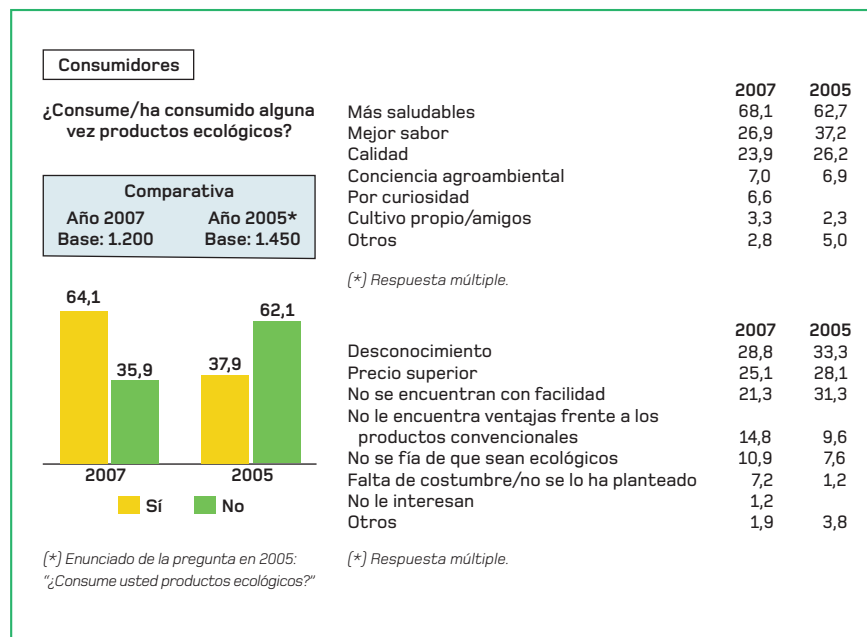 Consumidores
¿Consume/ha consumido alguna
vez productos ecológicos?
Comparativa
Año 2007 Año 2005*
Base: 1.200 Base: 1.450
64,1
35,9
37,9
62,1
2007 2005
Sí No
(*) Enunciado de la pregunta en 2005:
"¿Consume usted productos ecológicos?"
2007 2005
Más saludables 68,1 62,7
Mejor sabor 26,9 37,2
Calidad 23,9 26,2
Conciencia agroambiental 7,0 6,9
Por curiosidad 6,6
Cultivo propio/amigos 3,3 2,3
Otros 2,8 5,0
(*) Respuesta múltiple.
2007 2005
Desconocimiento 28,8 33,3
Precio superior 25,1 28,1
No se encuentran con facilidad 21,3 31,3
No le encuentra ventajas frente a los
productos convencionales 14,8 9,6
No se fía de que sean ecológicos 10,9 7,6
Falta de costumbre/no se lo ha planteado 7,2 1,2
No le interesan 1,2
Otros 1,9 3,8
(*) Respuesta múltiple.